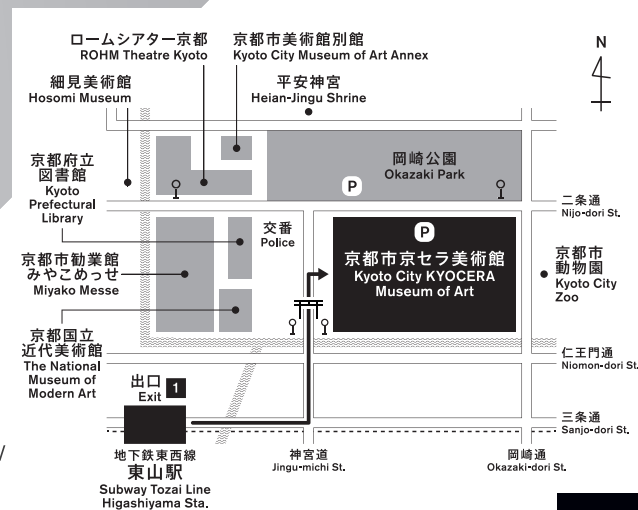 ロームシアター京都
ROHM Theatre Kyoto
京都市美術館別館
Kyoto City Museum of Art Annex
N
細見美術館
Hosomi Museum
平安神宮
Heian-Jingu Shrine
京都府立
図書館
Kyoto
Prefectural
Library
岡崎公園
Okazaki Park
P
二条通
Nijo-dori St.
交番
Police
P
京都市京セラ美術館
Kyoto City KYOCERA
Museum of Art
京都市
動物園
Kyoto City
Zoo
京都市勧業館
みやこめっせ
Miyako Messe
京都国立
近代美術館
The National
Museum of
Modern Art
仁王門通
Niomon-dori St.
出口
Exit
1
三条通
Sanjo-dori St.
地下鉄東西線
東山駅
Subway Tozai Line
Higashiyama Sta.
神宮道
Jingu-michi St.
岡崎通
Okazaki-dori St.
/